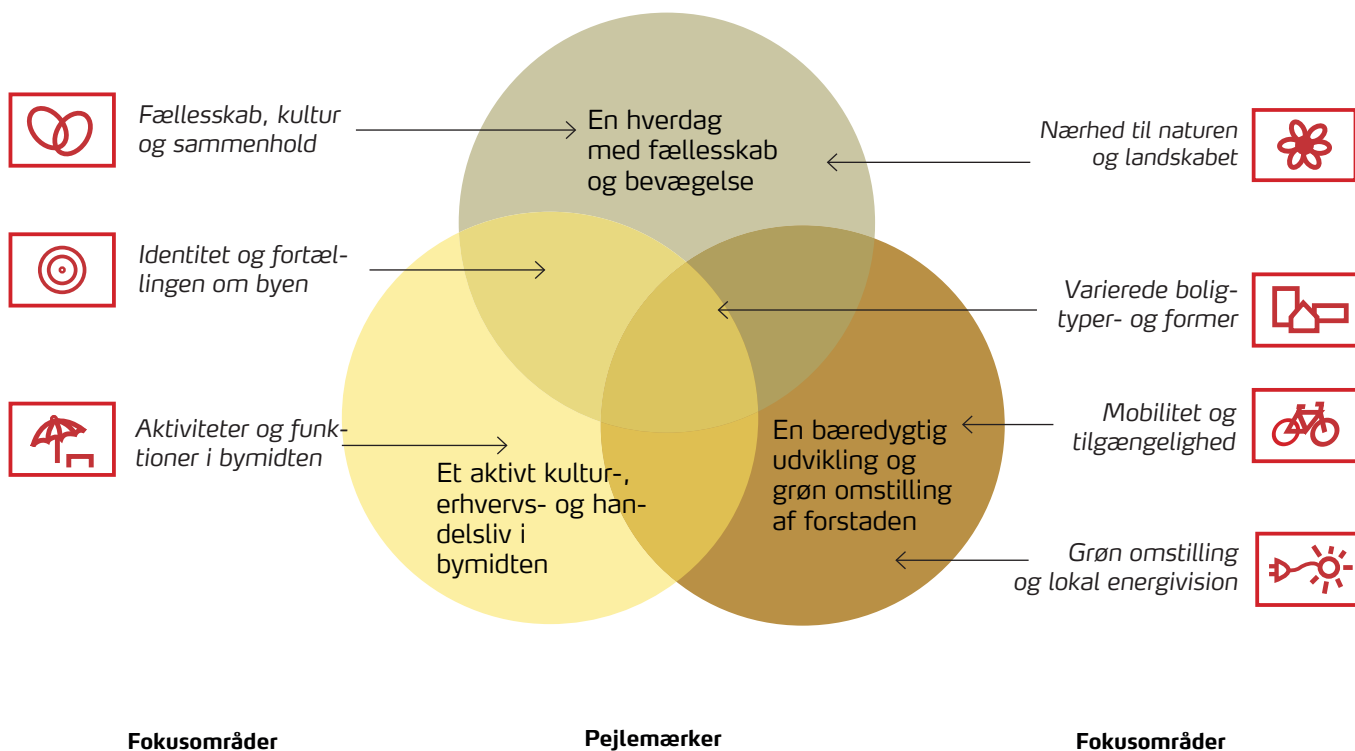 Fællesskab, kultur
og sammenhold
Identitet og fortæl-
lingen om byen
Aktiviteter og funk-
tioner i bymidten
En hverdag
med fællesskab
og bevægelse
Et aktivt kultur-,
erhvervs- og han-
delsliv i
bymidten
En bæredygtig
udvikling og
grøn omstilling
af forstaden
Nærhed til naturen
og landskabet
Varierede bolig-
typer- og former
Mobilitet og
tilgængelighed
Grøn omstilling
og lokal energivision
Fokusområder
Pejlemærker
Fokusområder